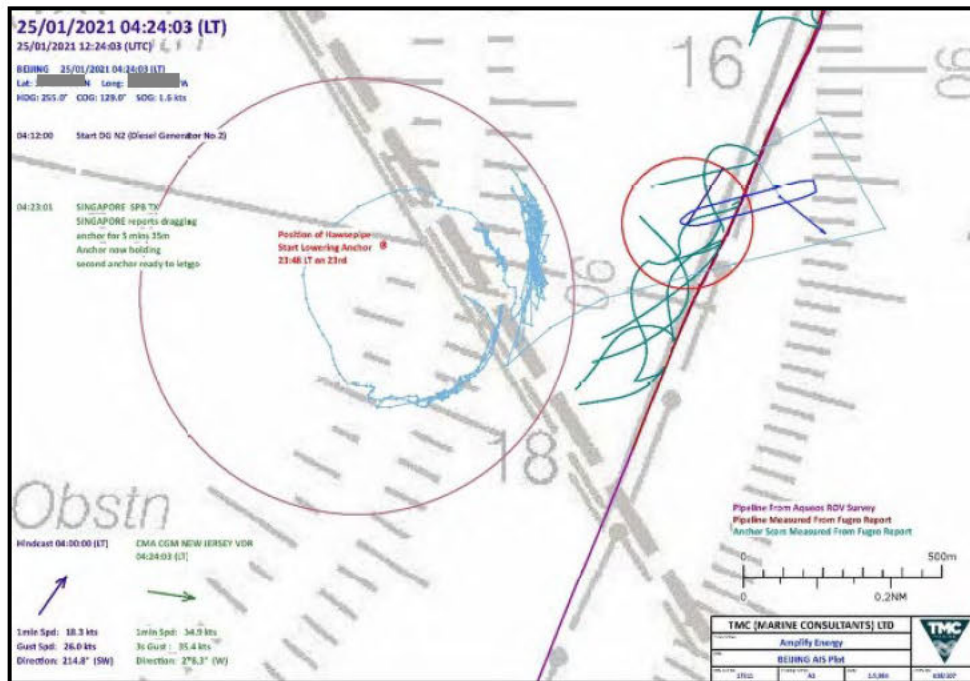 25/01/2021 04:24:03 (LT)
25/01/2021 12:24:03 (UTC)
BEIJING 25/01/2021 04:24:03 (LT)
Lat: N Long: W
HDG: 255.0° COG: 129.0° SOG: 1.6 kts
04:12:00 Start DG N2 (Diesel Generator No 2)
04:23:01 SINGAPORE SPB TX
SINGAPORE reports dragging
anchor for 5 mins 35m
Anchor now holding
second anchor ready to letgo
Position of Hawsepipe
Start Lowering Anchor
23:48 LT on 23rd
16
90
90
18
Obstn
Hindcast 04:00:00 (LT)
1min Spd: 18.3 kts
Gust Spd: 26.0 kts
Direction: 214.8° (SW)
CMA CGM NEW JERSEY VDR
04:24:03 (LT)
1min Spd: 34.9 kts
3s Gust : 35.4 kts
Direction: (W)
Pipeline From Aqueos ROV Survey
Pipeline Measured From Fugro Report
Anchor Scars Measured From Fugro Report
0 500m
0 0.2NM
TMC (MARINE CONSULTANTS) LTD
Amplify Energy
BEIJING AIS Plot
A3
TMC